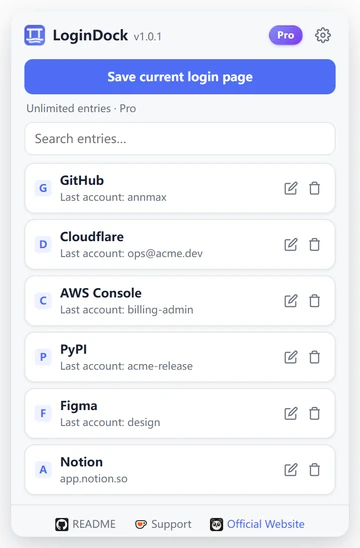 LoginDock v1.0.1 Pro
Save current login page
Unlimited entries · Pro
Search entries...
G GitHub
Last account: annmax
D Cloudflare
Last account: ops@acme.dev
C AWS Console
Last account: billing-admin
P PyPI
Last account: acme-release
F Figma
Last account: design
A Notion
app.notion.so
README Support Official Website